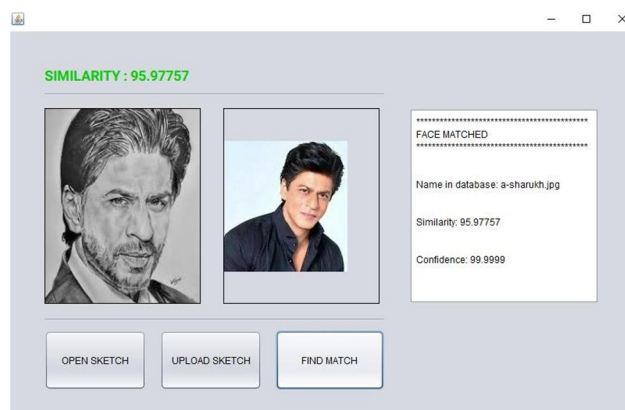 SIMILARITY : 95.97757
********************************************
FACE MATCHED
********************************************
Name in database: a-sharukh.jpg
Similarity: 95.97757
Confidence: 99.9999
OPEN SKETCH
UPLOAD SKETCH
FIND MATCH